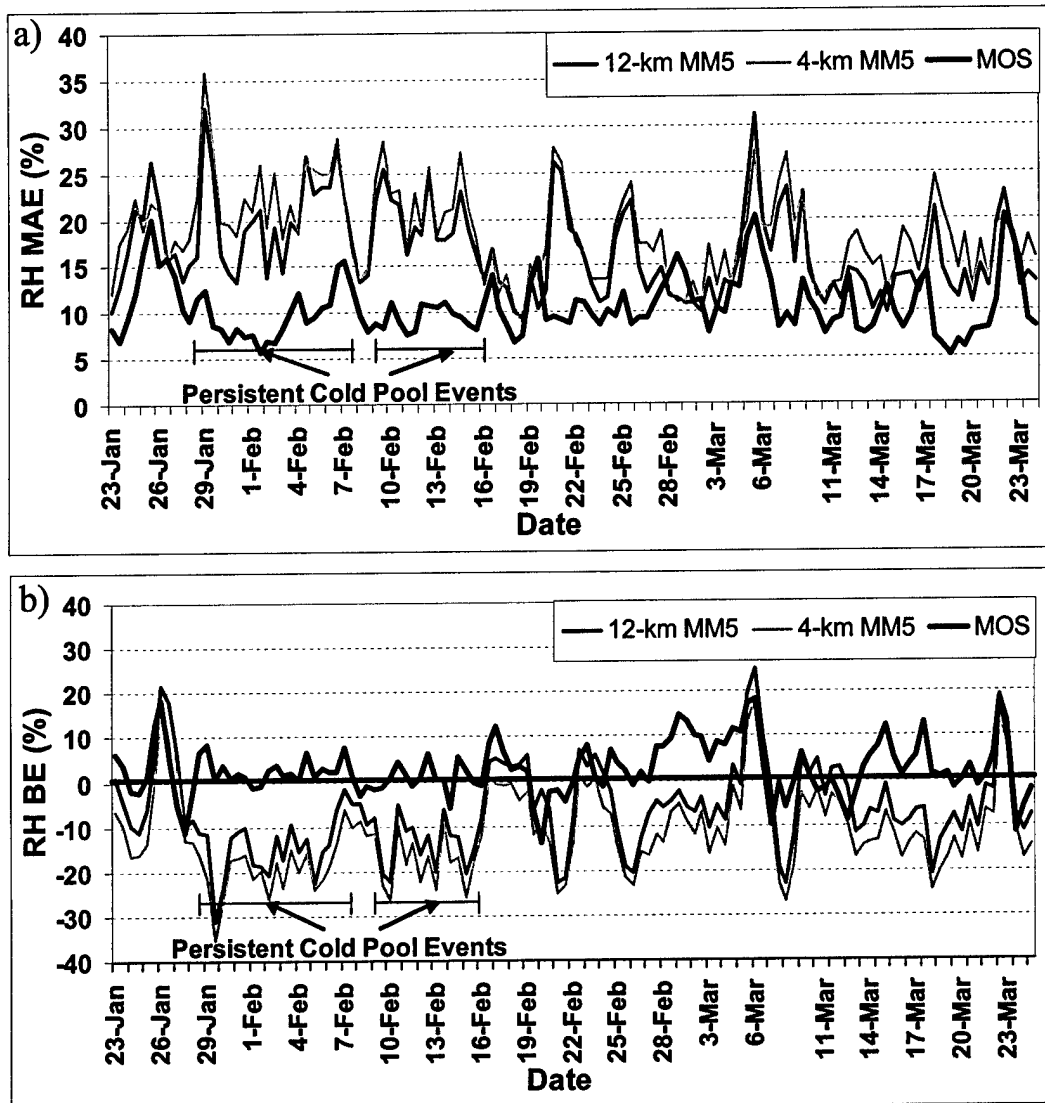 a)
12-km MM5 4-km MM5 MOS
RH MAE (%)
40
35
30
25
20
15
10
5
0
Persistent Cold Pool Events
23-Jan 26-Jan 29-Jan 1-Feb 4-Feb 7-Feb 10-Feb 13-Feb 16-Feb 19-Feb 22-Feb 25-Feb 28-Feb 3-Mar 6-Mar 11-Mar 14-Mar 17-Mar 20-Mar 23-Mar
Date
b)
12-km MM5 4-km MM5 MOS
RH BE (%)
40
30
20
10
0
-10
-20
-30
-40
Persistent Cold Pool Events
23-Jan 26-Jan 29-Jan 1-Feb 4-Feb 7-Feb 10-Feb 13-Feb 16-Feb 19-Feb 22-Feb 25-Feb 28-Feb 3-Mar 6-Mar 11-Mar 14-Mar 17-Mar 20-Mar 23-Mar
Date